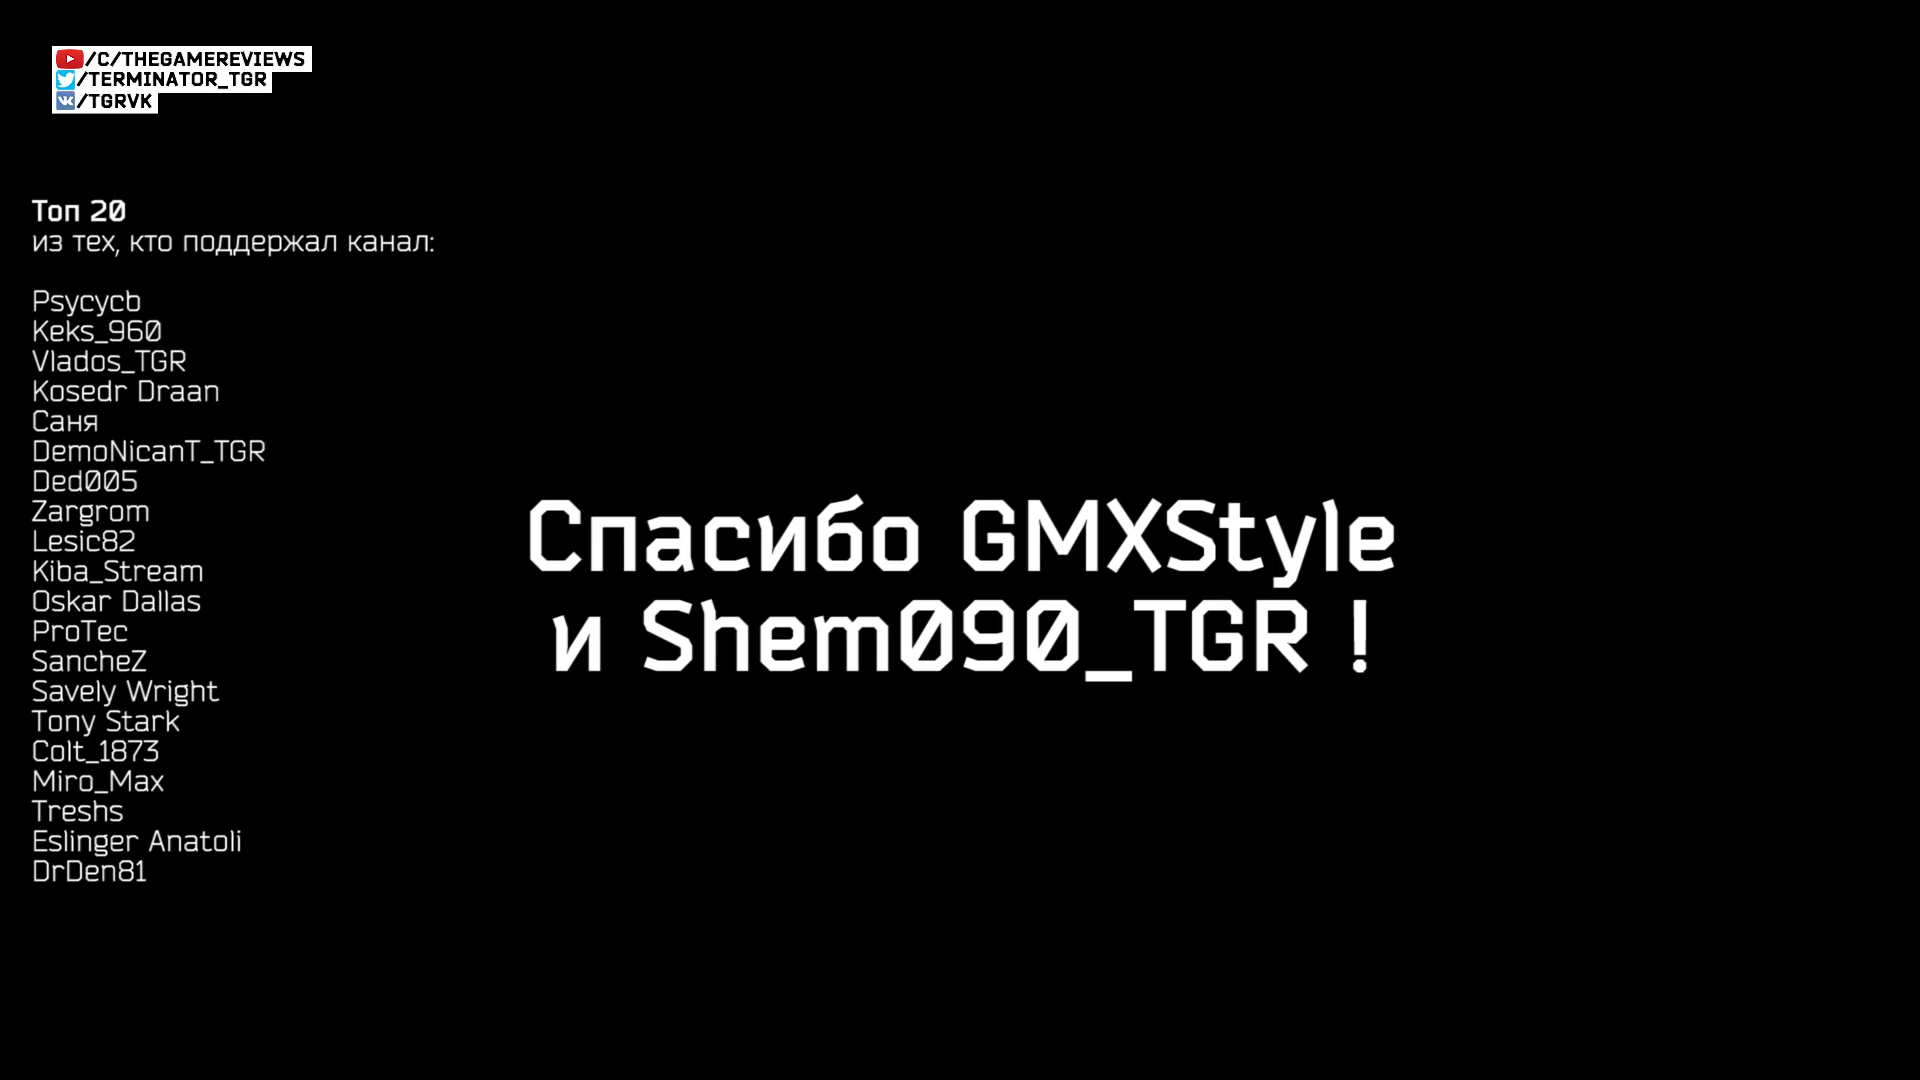 /C/THEGAMEREVIEWS
/TERMINATOR_TGR
/TGRVK
Топ 20
из тех, кто поддержал канал:
Psycycb
Keks_960
Vlados_TGR
Kosedr Draan
Саня
DemoNicanT_TGR
Ded005
Zargrom
Lesic82
Kiba_Stream
Oskar Dallas
ProTec
SancheZ
Savely Wright
Tony Stark
Colt_1873
Miro_Max
Treshs
Eslinger Anatoli
DrDen81
Спасибо GMXStyle
и Shem090_TGR !